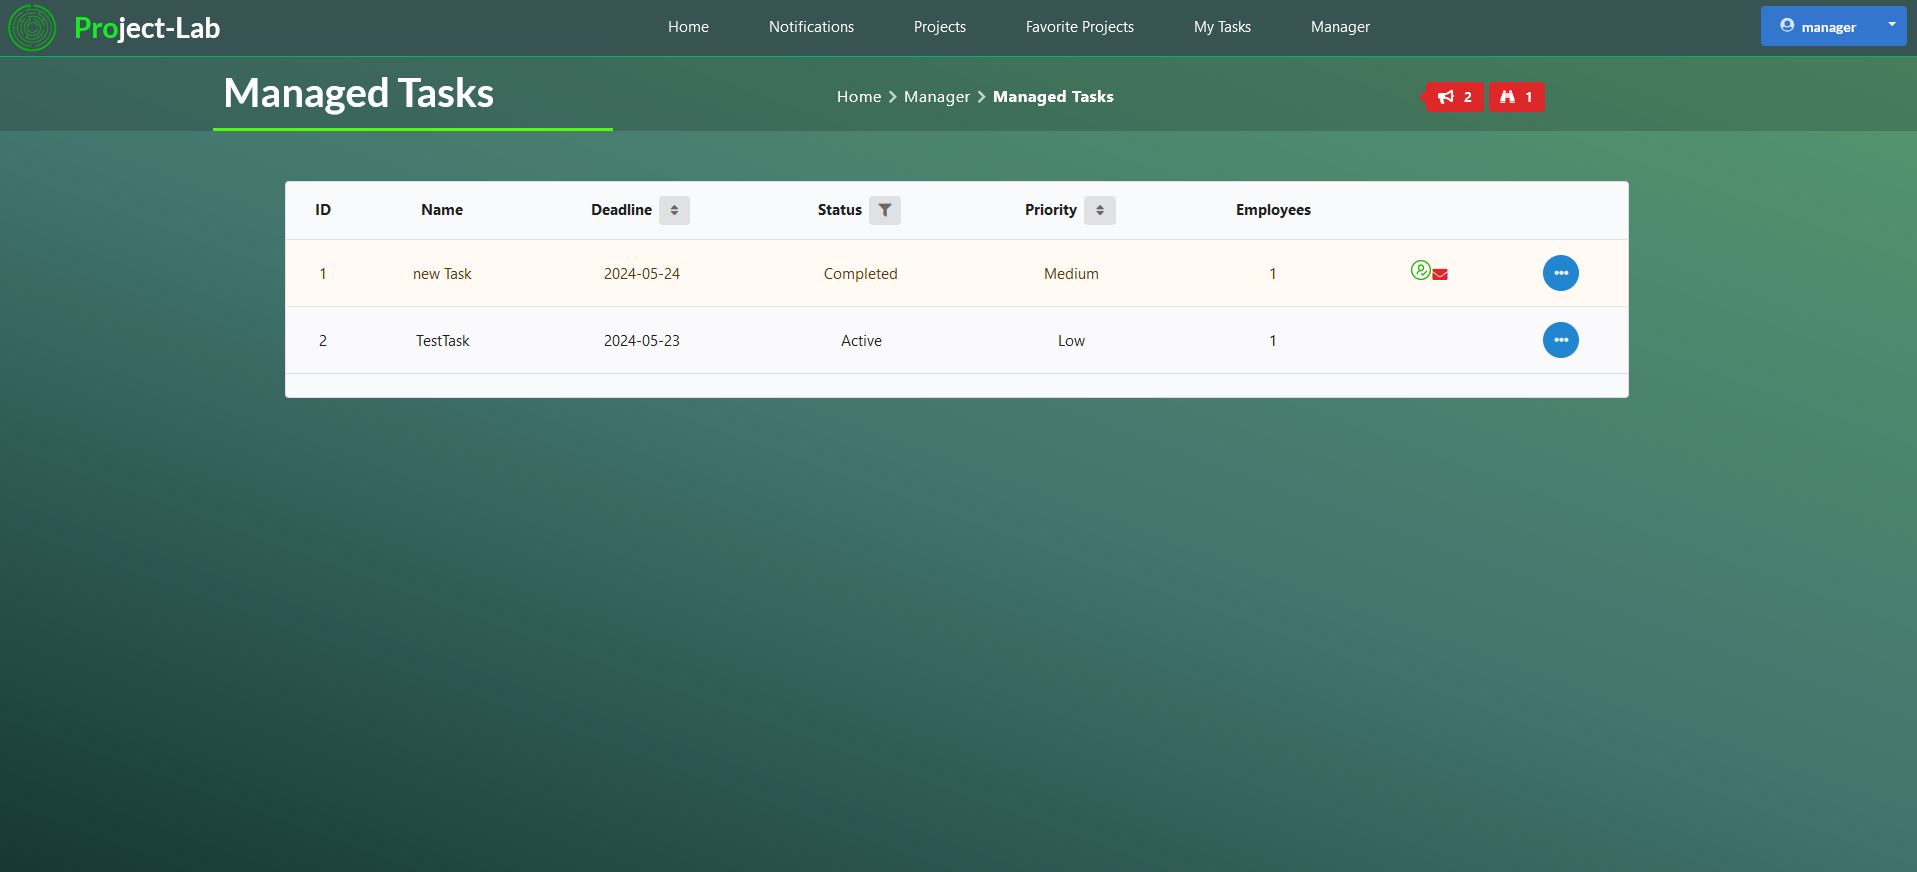 Project-Lab
Home Notifications Projects Favorite Projects My Tasks Manager
manager
Managed Tasks
Home Manager Managed Tasks
2 1
ID Name Deadline Status Priority Employees
1 new Task 2024-05-24 Completed Medium 1
2 TestTask 2024-05-23 Active Low 1